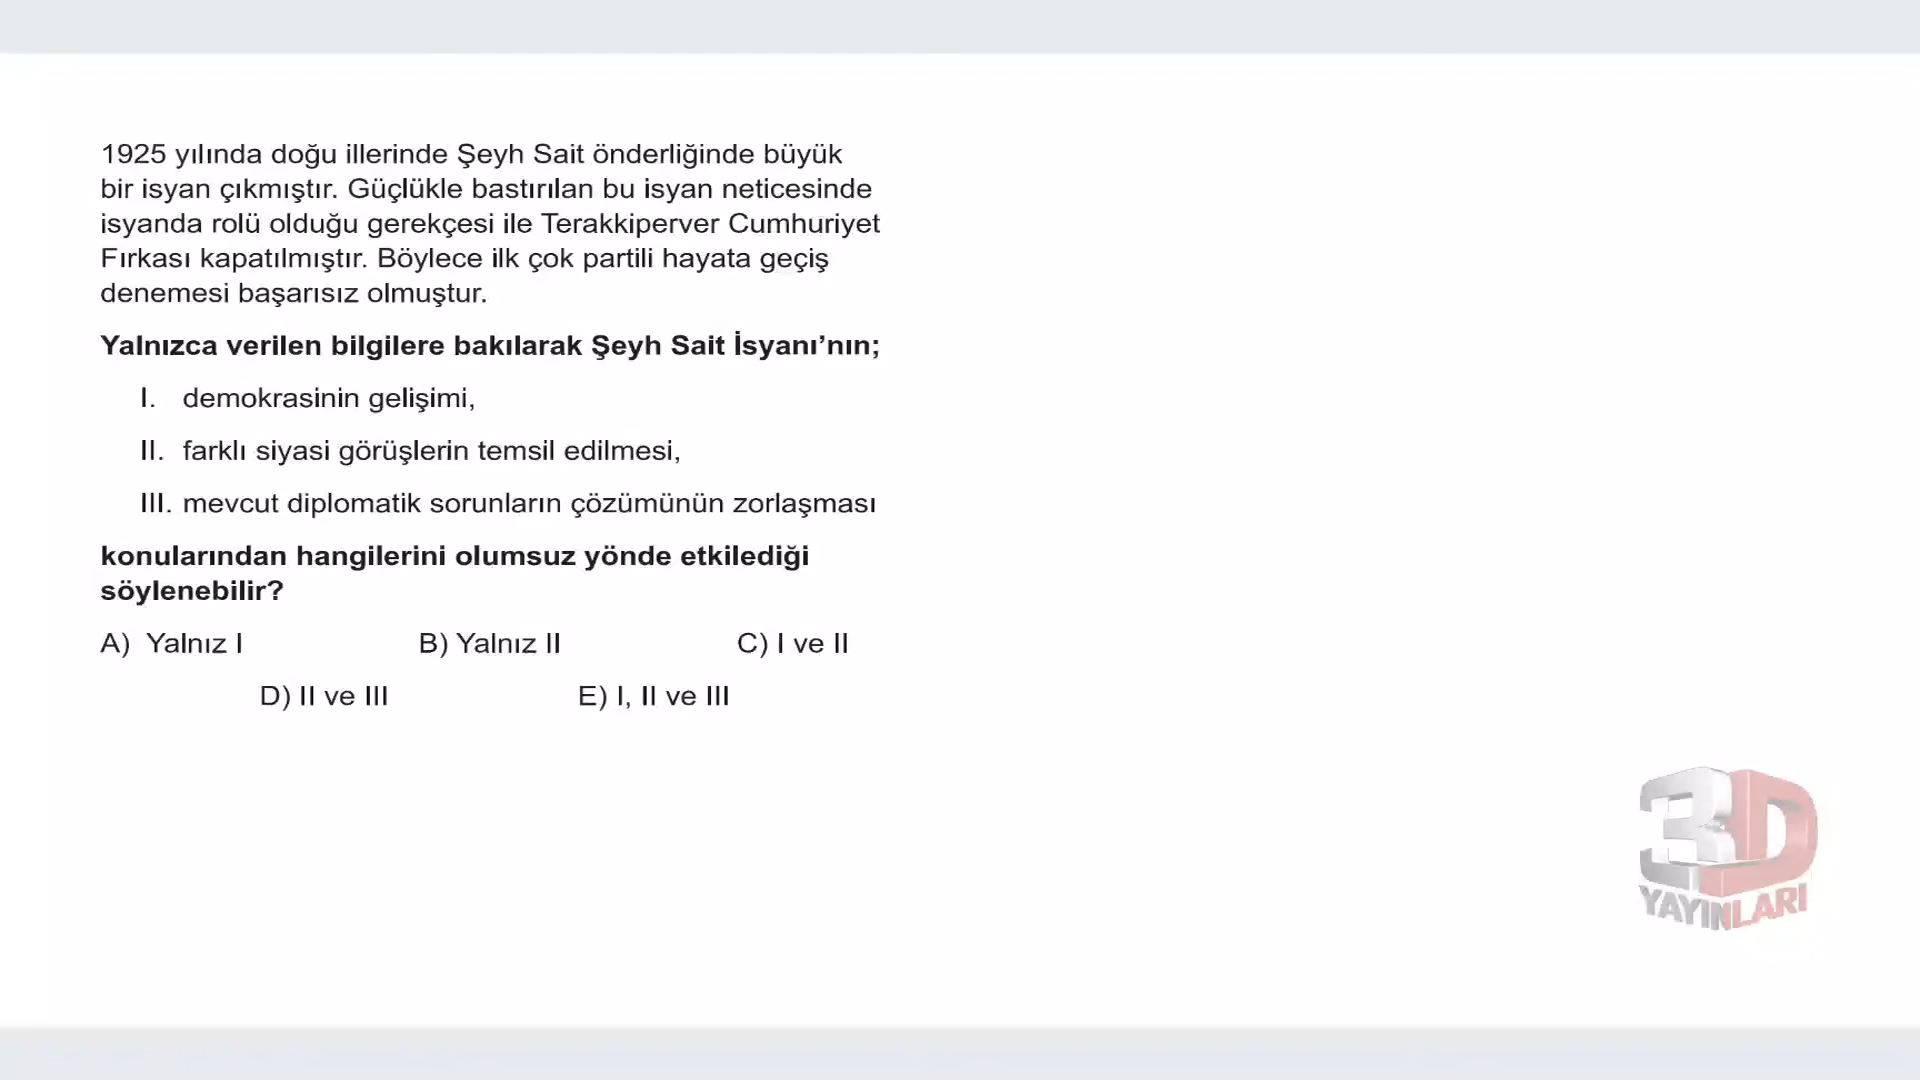 1925 yılında doğu illerinde Şeyh Sait önderliğinde büyük
bir isyan çıkmıştır. Güçlükle bastırılan bu isyan neticesinde
isyanda rolü olduğu gerekçesi ile Terakkiperver Cumhuriyet
Fırkası kapatılmıştır. Böylece ilk çok partili hayata geçiş
denemesi başarısız olmuştur.
Yalnızca verilen bilgilere bakılarak Şeyh Sait İsyanı’nın;
I. demokrasinin gelişimi,
II. farklı siyasi görüşlerin temsil edilmesi,
III. mevcut diplomatik sorunların çözümünün zorlaşması
konularından hangilerini olumsuz yönde etkilediği
söylenebilir?
A) Yalnız I B) Yalnız II C) I ve II
D) II ve III E) I, II ve III
3D
YAYINLARI